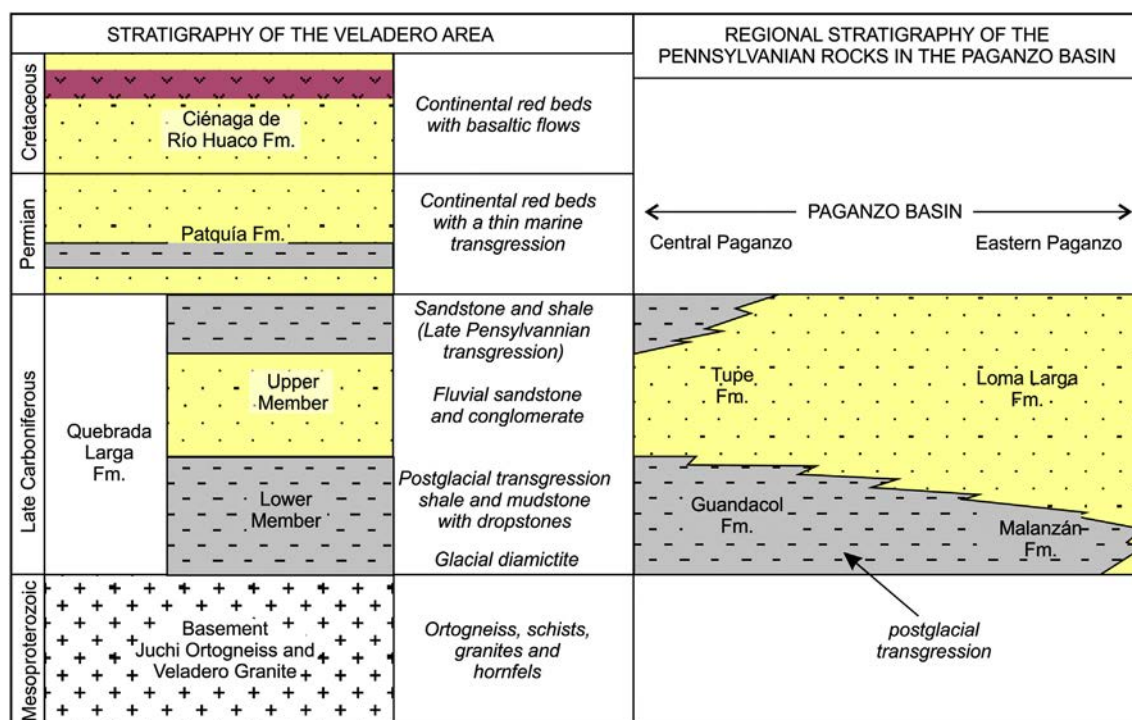 STRATIGRAPHY OF THE VELADERO AREA
REGIONAL STRATIGRAPHY OF THE
PENNSYLVANIAN ROCKS IN THE PAGANZO BASIN
Cretaceous
Ciénaga de
Río Huaco Fm.
Continental red beds
with basaltic flows
Permian
Patquía Fm.
Continental red beds
with a thin marine
transgression
PAGANZO BASIN
Central Paganzo
Eastern Paganzo
Late Carboniferous
Quebrada
Larga
Fm.
Upper
Member
Lower
Member
Sandstone and shale
(Late Pensylvannian
transgression)
Fluvial sandstone
and conglomerate
Postglacial transgression
shale and mudstone
with dropstones
Glacial diamictite
Tupe
Fm.
Loma Larga
Fm.
Guandacol
Fm.
Malanzán
Fm.
postglacial
transgression
Mesoproterozoic
Basement
Juchi Ortogneiss and
Veladero Granite
Ortogneiss, schists,
granites and
hornfels